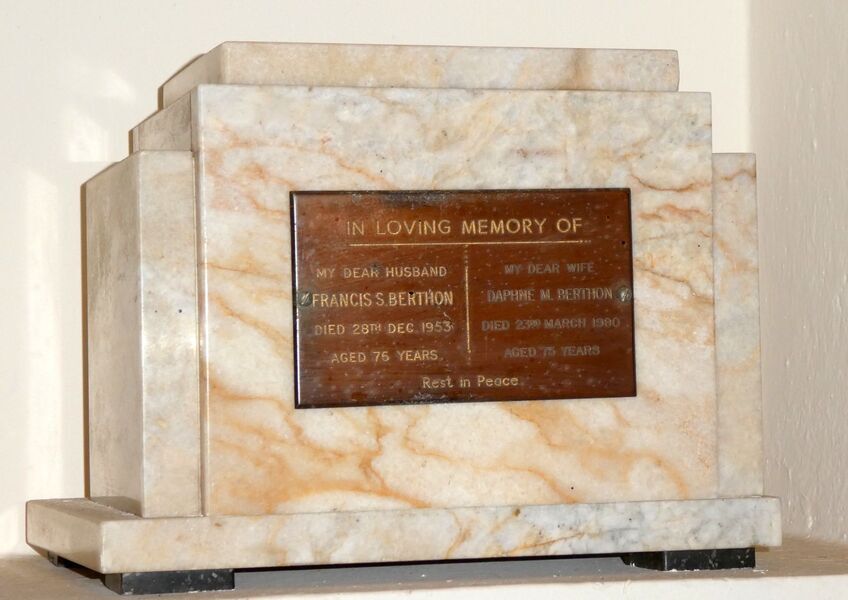 IN LOVING MEMORY OF
MY DEAR HUSBAND
FRANCIS S. BERTHON
DIED 28TH DEC. 1953
AGED 75 YEARS
MY DEAR WIFE
DAPHNE M. BERTHON
DIED 23RD MARCH 1980
AGED 75 YEARS
Rest in Peace